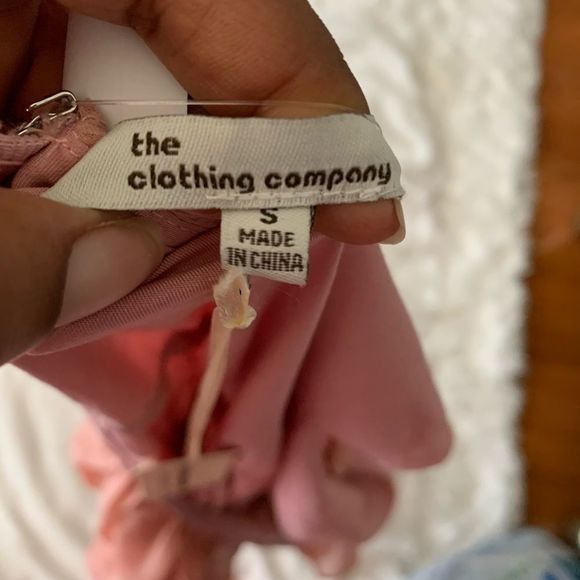 the
clothing company
S
MADE
IN CHINA